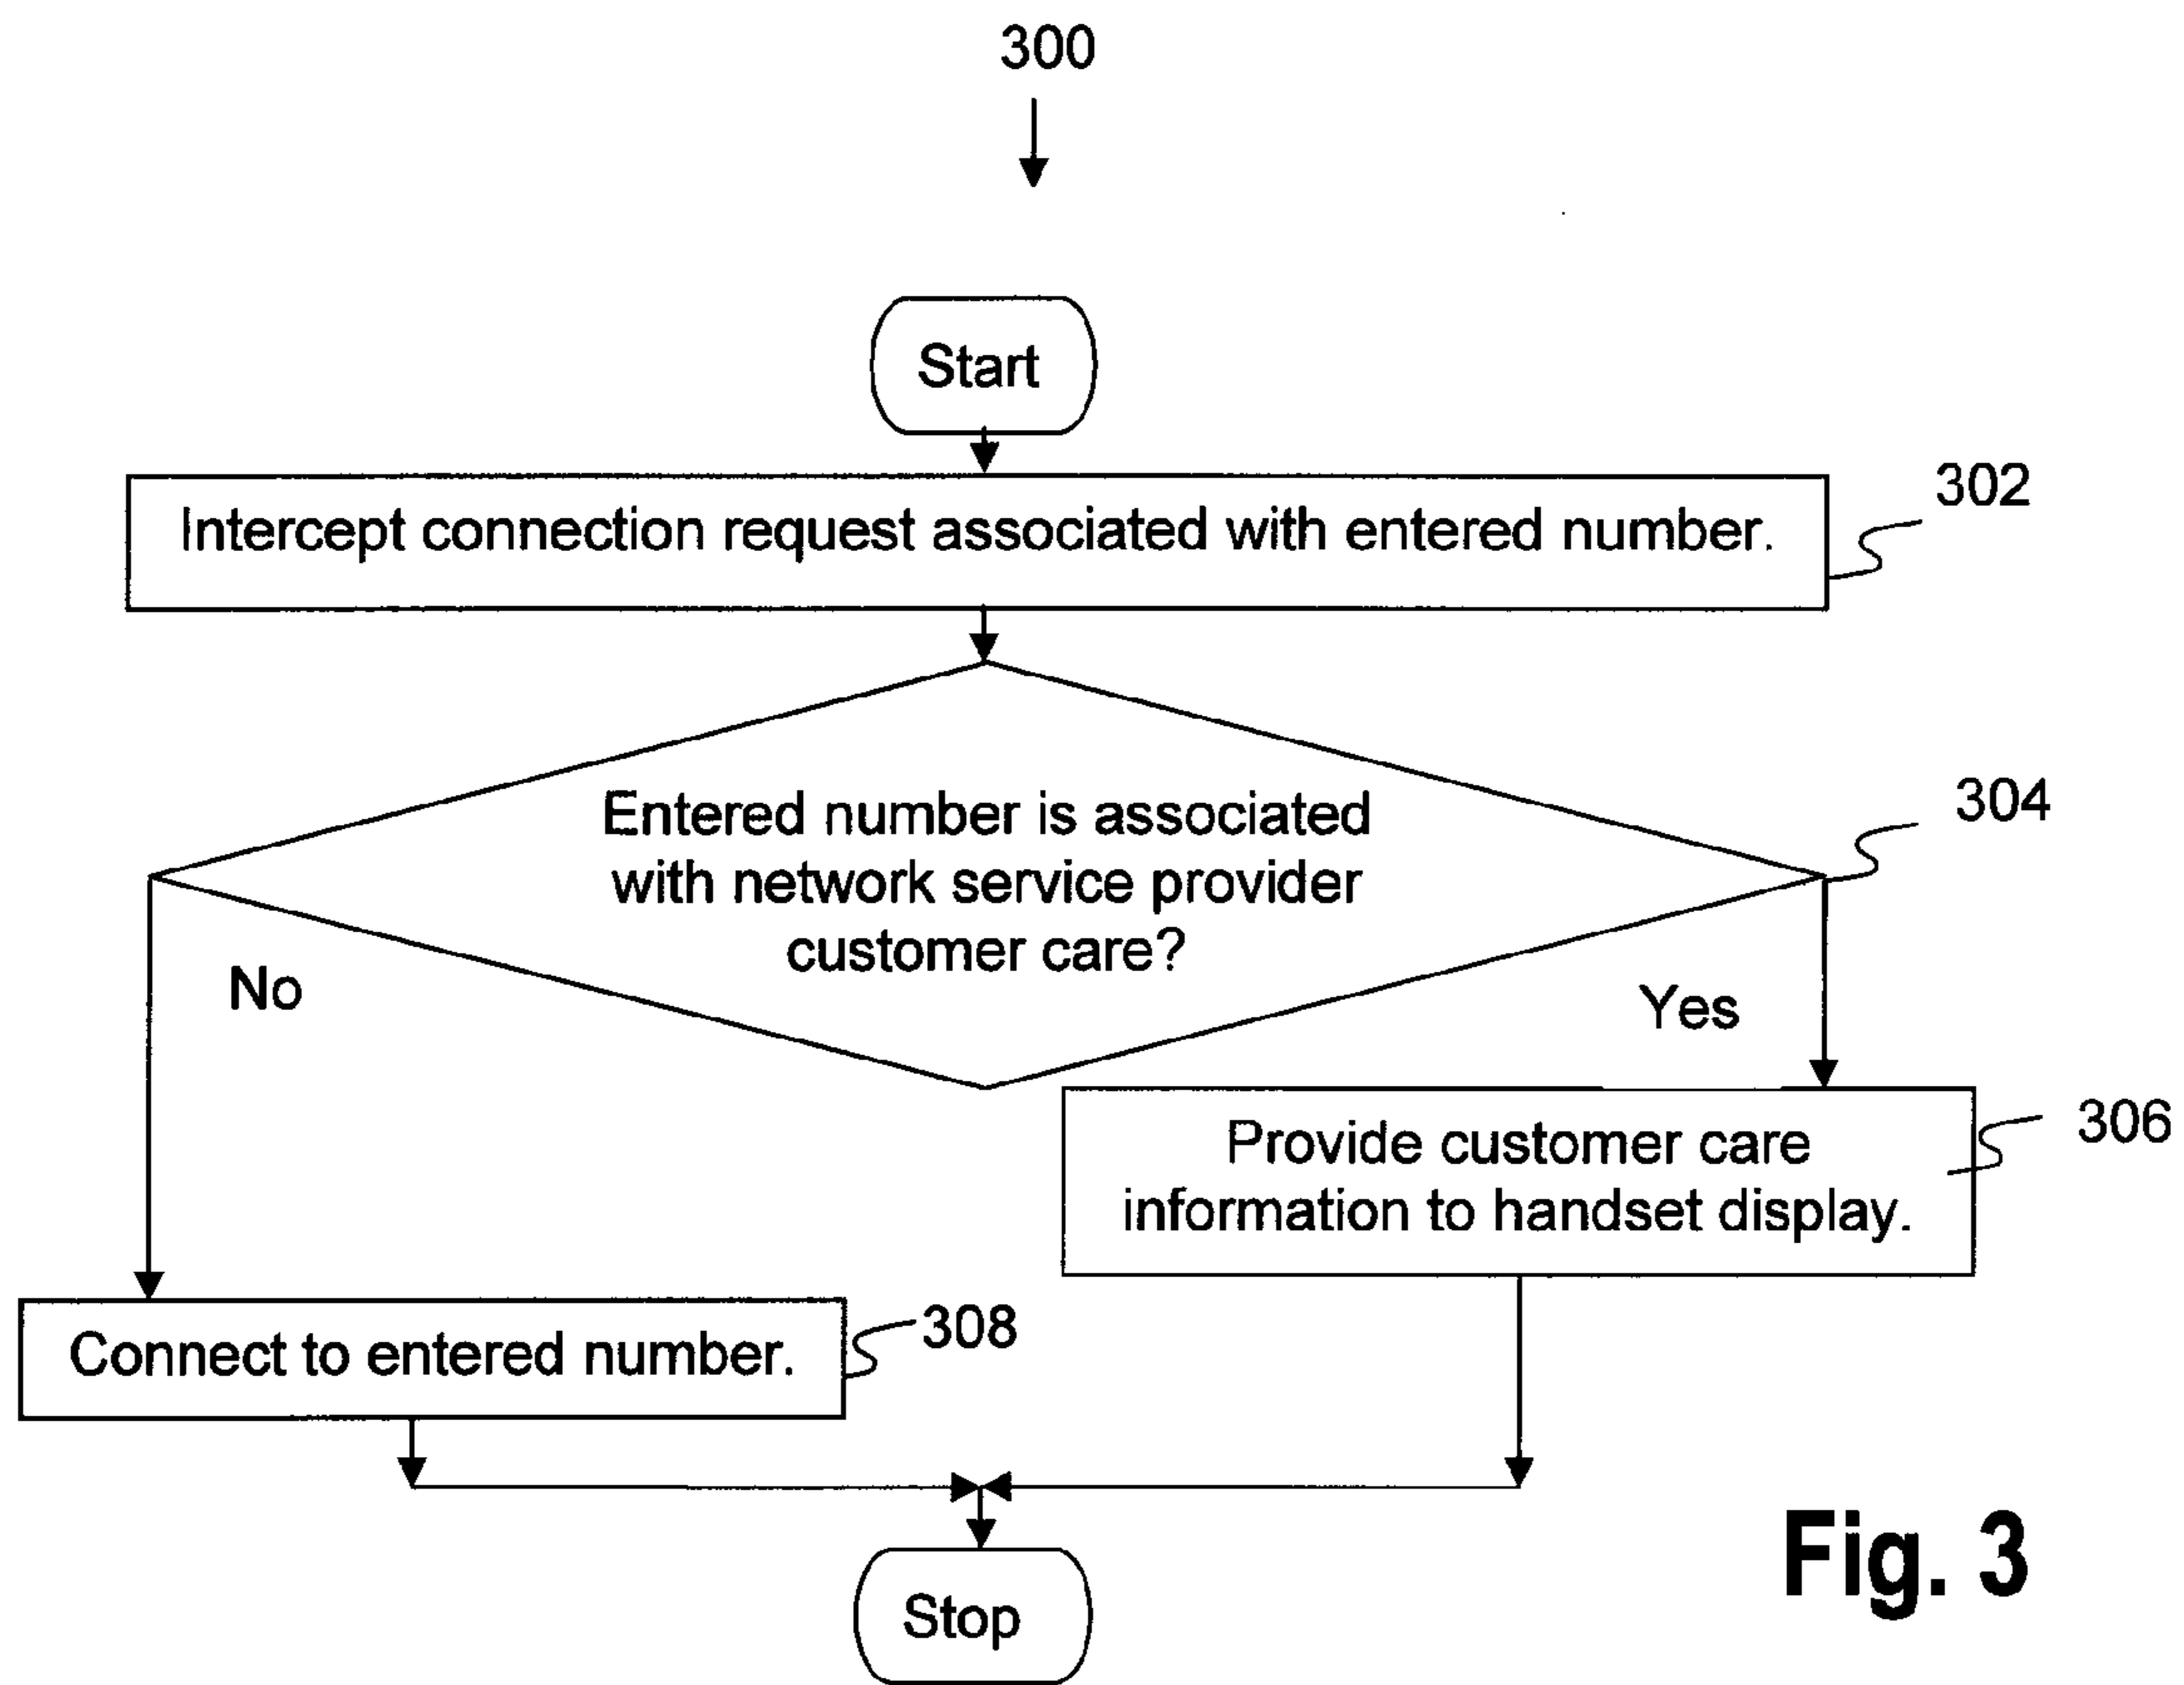 300
Start
Intercept connection request associated with entered number.
302
Entered number is associated
with network service provider
customer care?
304
No
Yes
Provide customer care
information to handset display.
306
Connect to entered number.
308
Stop
Fig. 3